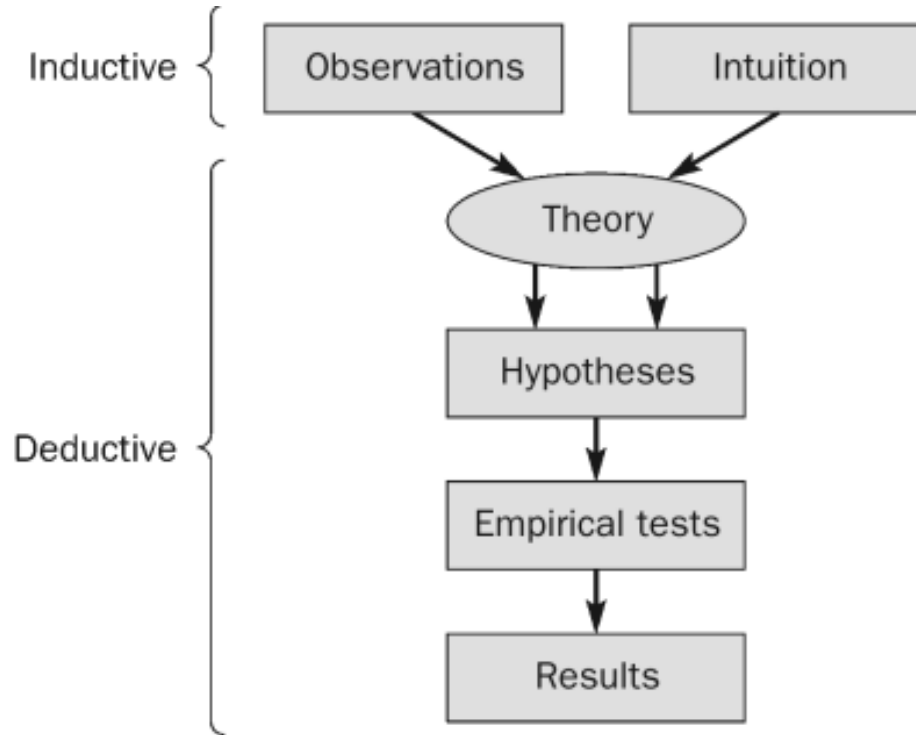 Inductive
Observations
Intuition
Theory
Hypotheses
Deductive
Empirical tests
Results